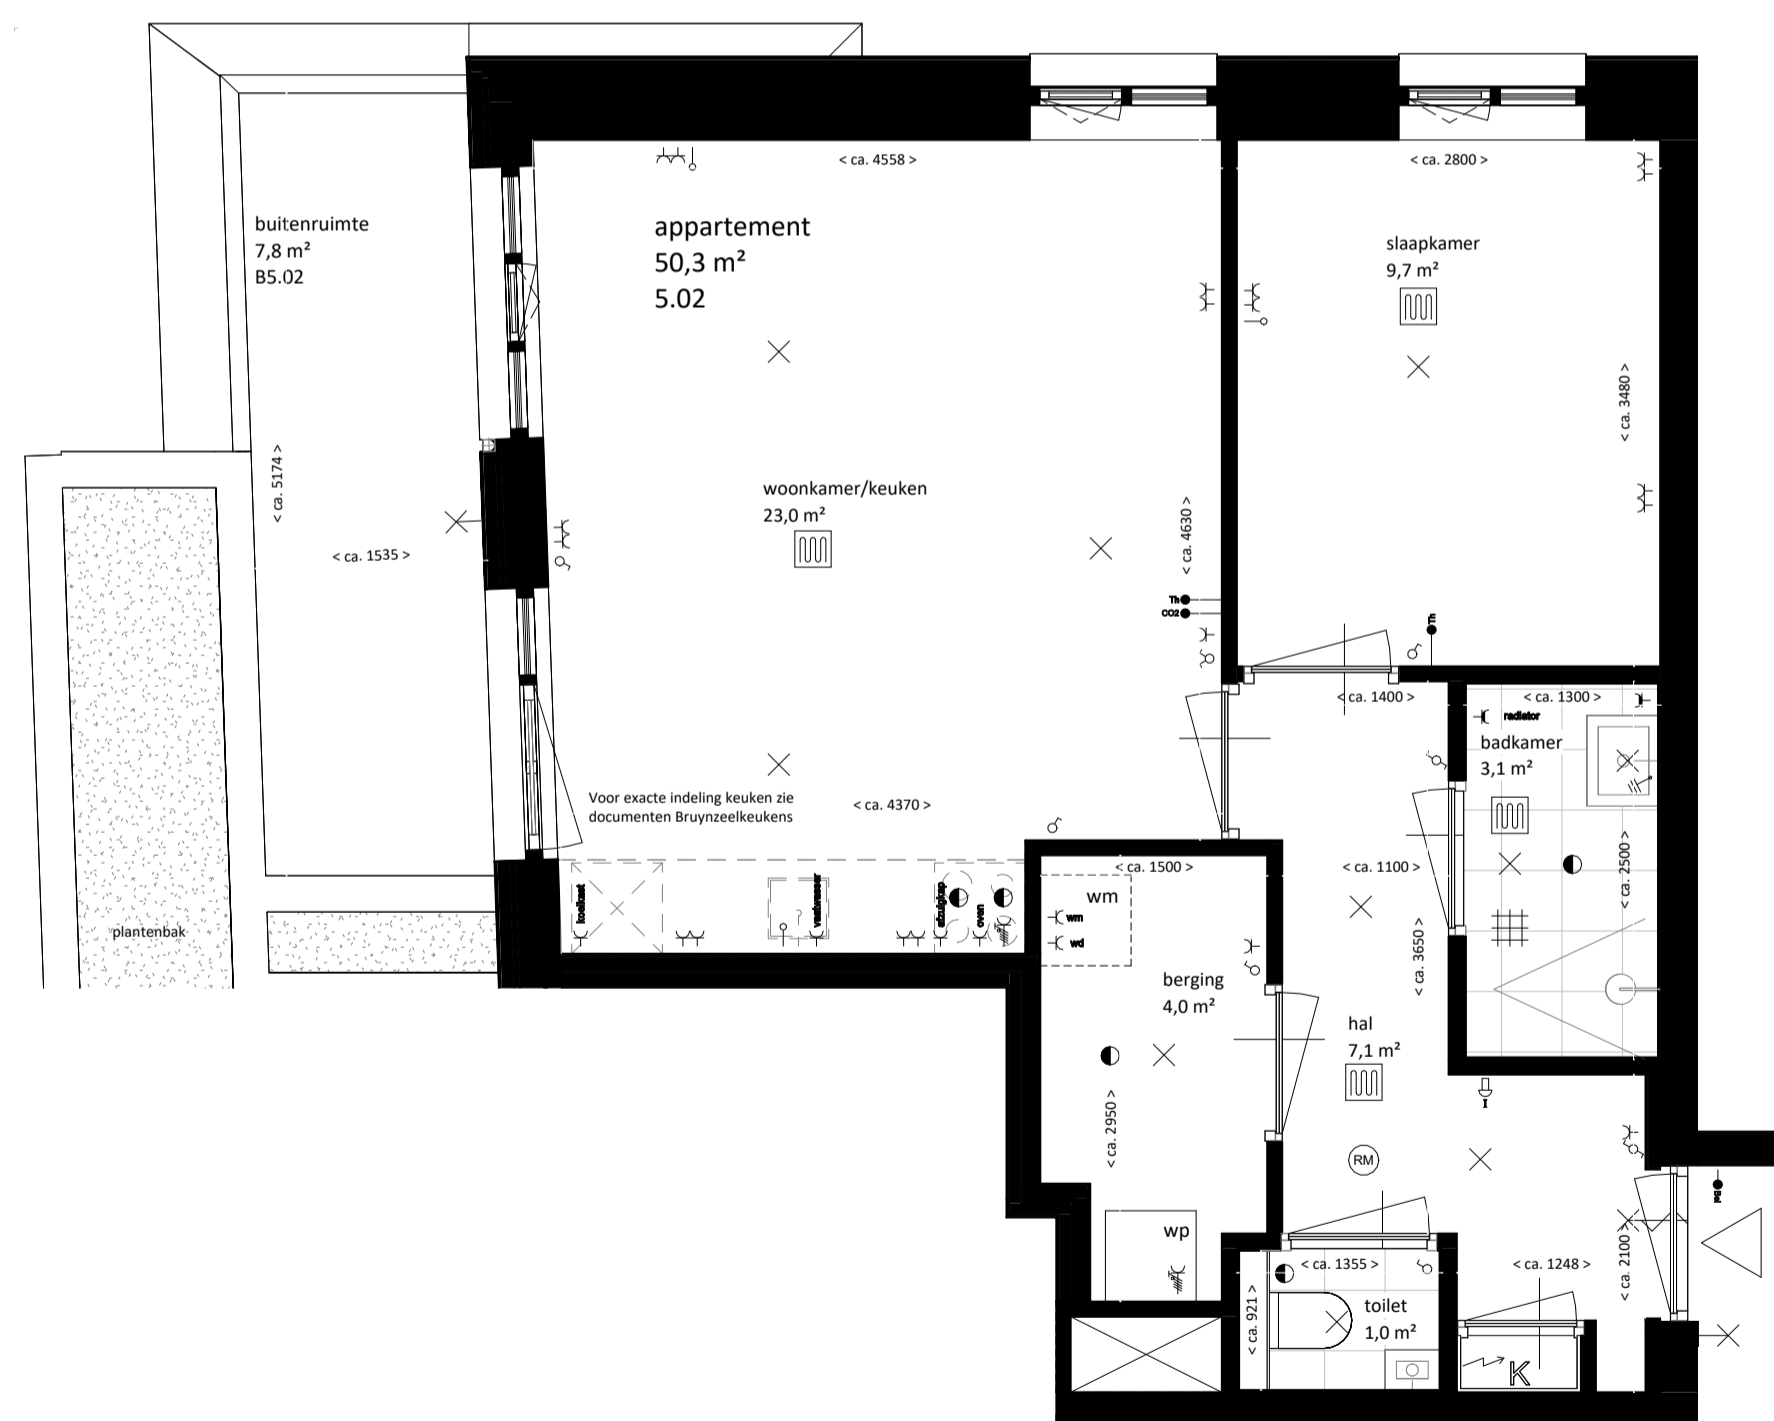 < ca. 4558 >
< ca. 2800 >
buitenruimte
7,8 m²
B5.02
appartement
50,3 m²
5.02
slaapkamer
9,7 m²
< ca. 3480 >
< ca. 5174 >
< ca. 1535 >
woonkamer/keuken
23,0 m²
< ca. 4630 >
Th
CO2
Th
< ca. 1400 >
< ca. 1300 >
radiator
badkamer
3,1 m²
Voor exacte indeling keuken zie
documenten Bruynzeelkeukens
< ca. 4370 >
< ca. 1500 >
< ca. 1100 >
< ca. 2500 >
koelkast
vaatwasser
afzuigkap
oven
wm
wm
wd
plantenbak
< ca. 3650 >
berging
4,0 m²
hal
7,1 m²
< ca. 2950 >
I
RM
Bel
wp
< ca. 1355 >
< ca. 1248 >
< ca. 2100 >
< ca. 921 >
toilet
1,0 m²
K